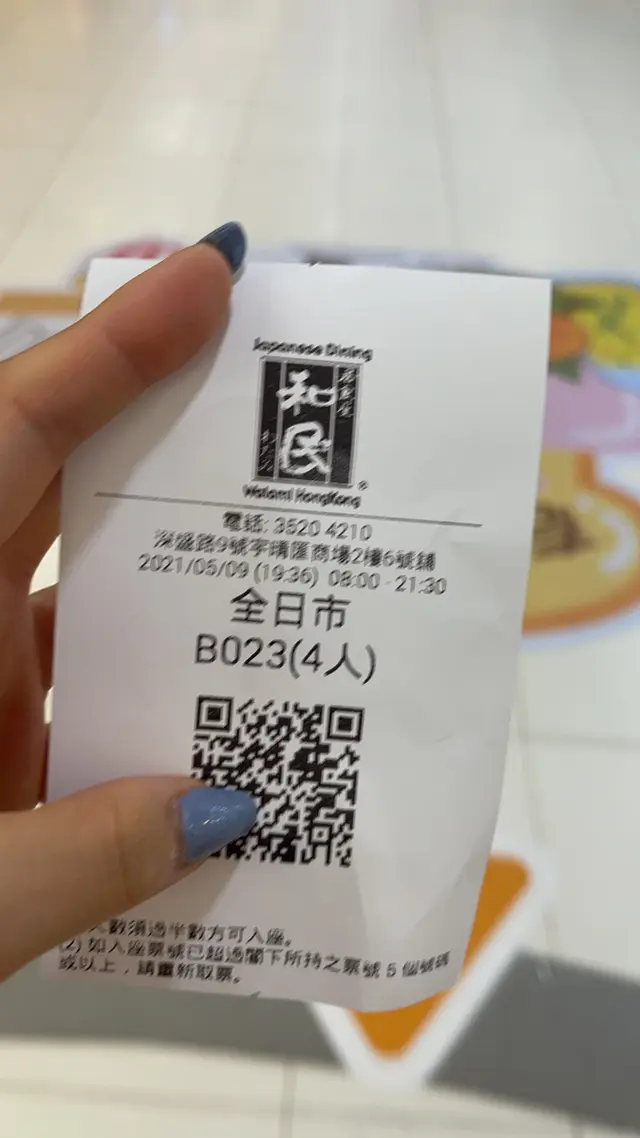 Japanese Dining
居食屋
和民
Watami HongKong
電話: 3520 4210
深盛路9號宇晴匯商場2樓6號舖
2021/05/09 (19:36) 08:00 - 21:30
全日市
B023(4人)
人數須過半數方可入座。
(2) 如入座票號已超過閣下所持之票號 5 個號碼
或以上，請重新取票。